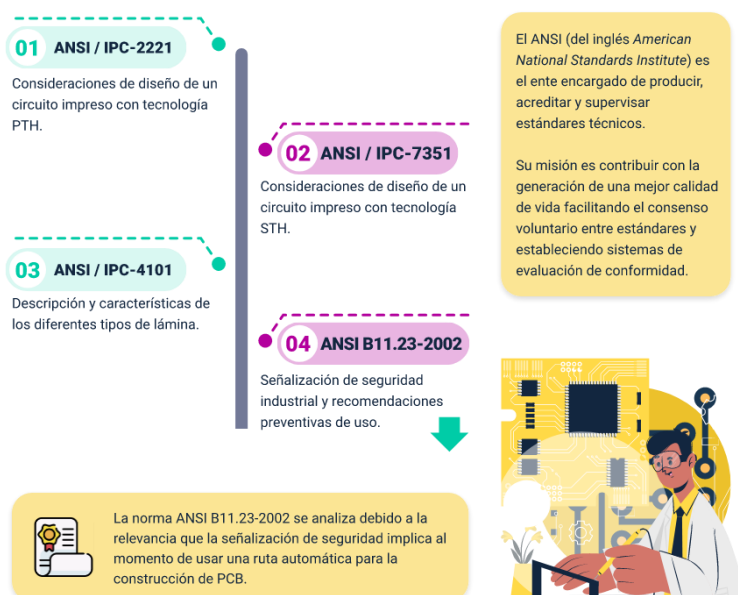 01 ANSI / IPC-2221
Consideraciones de diseño de un
circuito impreso con tecnología
PTH.
02 ANSI / IPC-7351
Consideraciones de diseño de un
circuito impreso con tecnología
STH.
03 ANSI / IPC-4101
Descripción y características de
los diferentes tipos de lámina.
04 ANSI B11.23-2002
Señalización de seguridad
industrial y recomendaciones
preventivas de uso.
El ANSI (del inglés American
National Standards Institute) es
el ente encargado de producir,
acreditar y supervisar
estándares técnicos.
Su misión es contribuir con la
generación de una mejor calidad
de vida facilitando el consenso
voluntario entre estándares y
estableciendo sistemas de
evaluación de conformidad.
La norma ANSI B11.23-2002 se analiza debido a la
relevancia que la señalización de seguridad implica al
momento de usar una ruta automática para la
construcción de PCB.